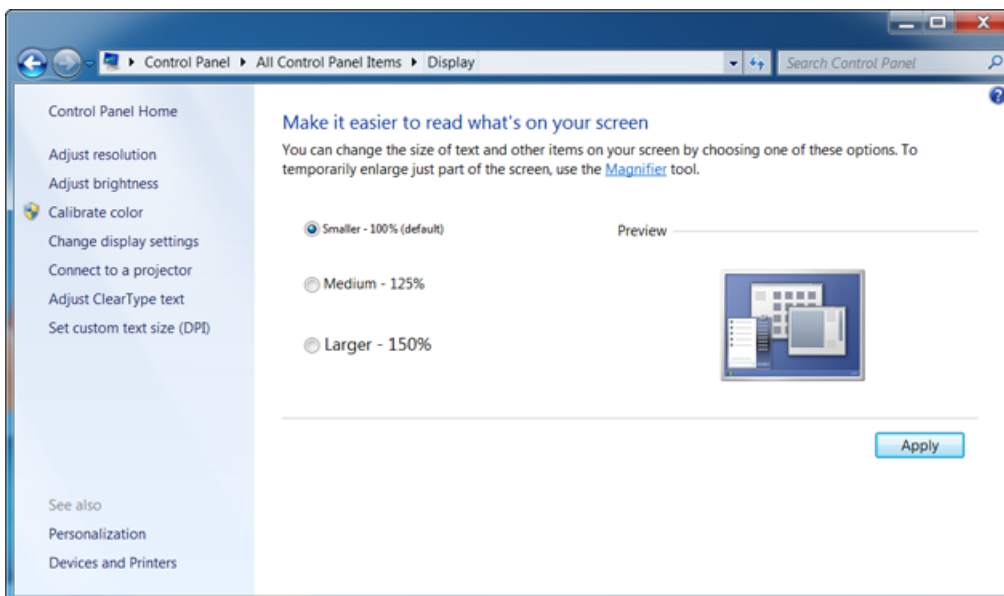 Control Panel All Control Panel Items Display
Search Control Panel
Control Panel Home
Adjust resolution
Adjust brightness
Calibrate color
Change display settings
Connect to a projector
Adjust ClearType text
Set custom text size (DPI)
See also
Personalization
Devices and Printers
Make it easier to read what's on your screen
You can change the size of text and other items on your screen by choosing one of these options. To
temporarily enlarge just part of the screen, use the Magnifier tool.
Smaller - 100% (default)
Medium - 125%
Larger - 150%
Preview
Apply